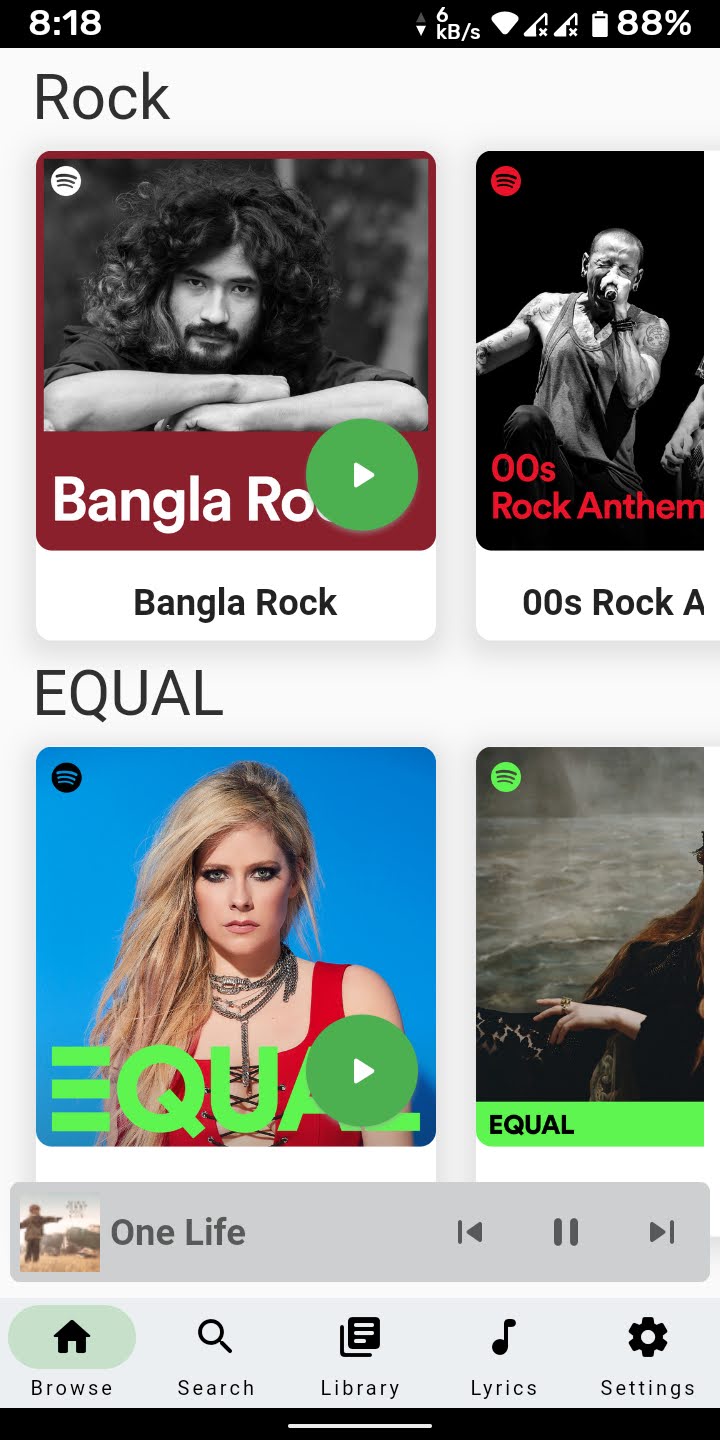 8:18
6
kB/s
88%
Rock
Bangla
00s
Rock Anthem
Bangla Rock
00s Rock A
EQUAL
EQUAL
EQUAL
One Life
Browse
Search
Library
Lyrics
Settings